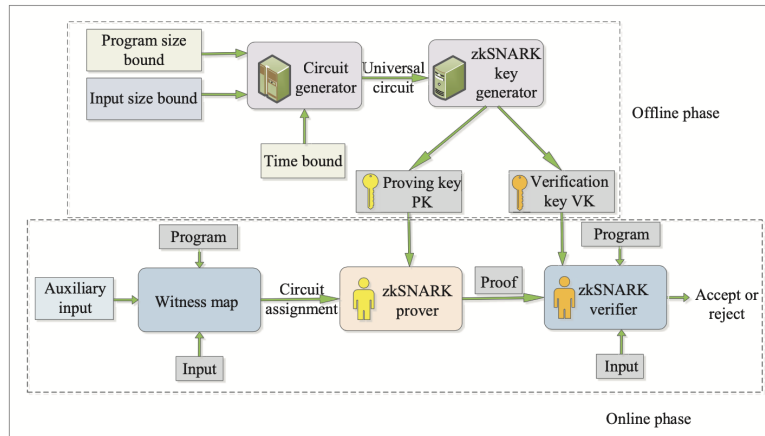 Program size
bound
Input size bound
Circuit
generator
Universal
circuit
zkSNARK
key
generator
Time bound
Offline phase
Proving key
PK
Verification
key VK
Program
Auxiliary
input
Witness map
Input
Circuit
assignment
zkSNARK
prover
Proof
Program
zkSNARK
verifier
Input
Accept or
reject
Online phase